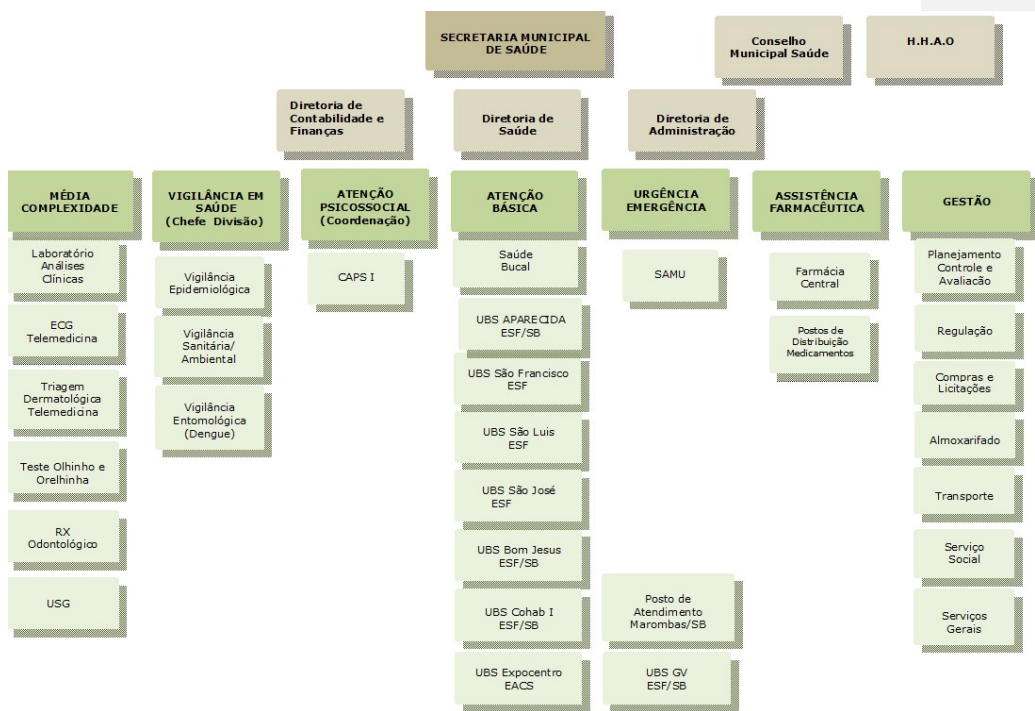 SECRETARIA MUNICIPAL
DE SAÚDE
Conselho
Municipal Saúde
H.H.A.O
Diretoria de
Contabilidade e
Finanças
Diretoria de
Saúde
Diretoria de
Administração
MÉDIA
COMPLEXIDADE
Laboratório
Análises
Clínicas
ECG
Telemedicina
Triagem
Dermatológica
Telemedicina
Teste Olhinho e
Orelhinha
RX
Odontológico
USG
VIGILÂNCIA EM
SAÚDE
(Chefe Divisão)
Vigilância
Epidemiológica
Vigilância
Sanitária/
Ambiental
Vigilância
Entomológica
(Dengue)
ATENÇÃO
PSICOSSOCIAL
(Coordenação)
CAPS I
ATENÇÃO
BÁSICA
Saúde
Bucal
UBS APARECIDA
ESF/SB
UBS São Francisco
ESF
UBS São Luis
ESF
UBS São José
ESF
UBS Bom Jesus
ESF/SB
UBS Cohab I
ESF/SB
UBS Expocentro
EACS
URGÊNCIA
EMERGÊNCIA
SAMU
Posto de
Atendimento
Marombas/SB
UBS GV
ESF/SB
ASSISTÊNCIA
FARMACÊUTICA
Farmácia
Central
Postos de
Distribuição
Medicamentos
GESTÃO
Planejamento
Controle e
Avaliacão
Regulação
Compras e
Licitações
Almoxarifado
Transporte
Serviço
Social
Serviços
Gerais